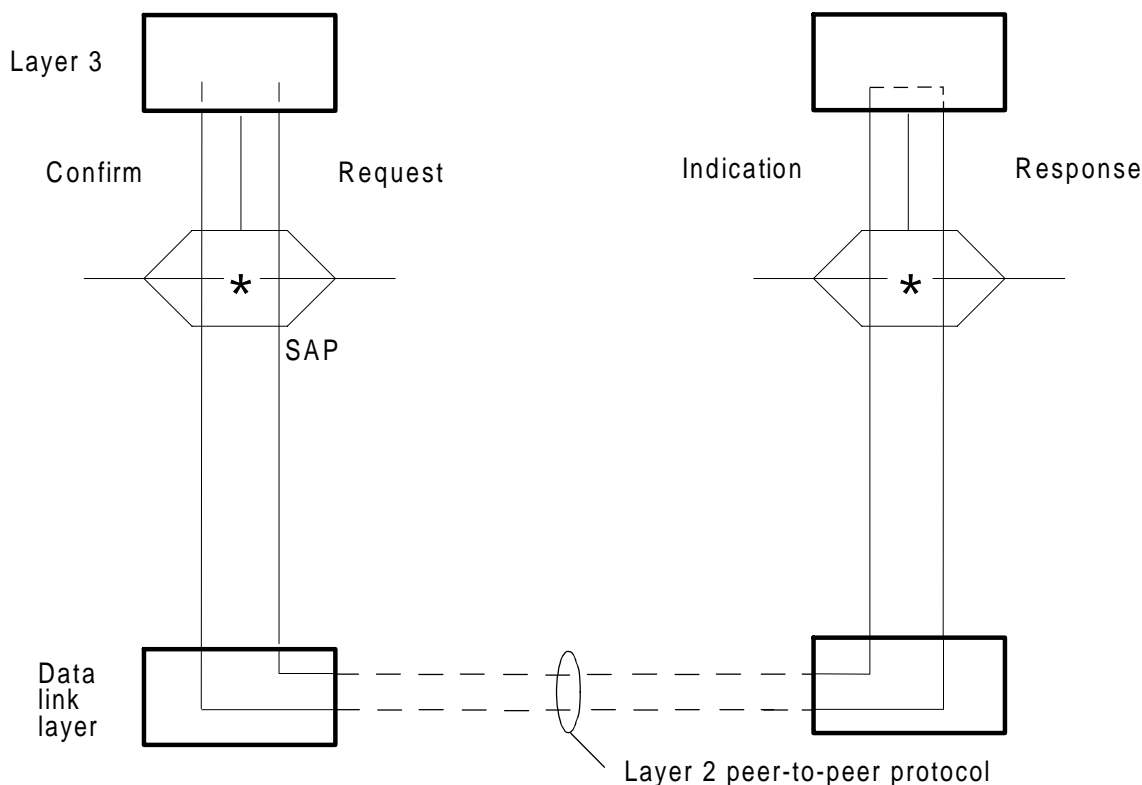 Layer 3
Confirm
Request
Indication
Response
*
*
SAP
Data
link
layer
Layer 2 peer-to-peer protocol